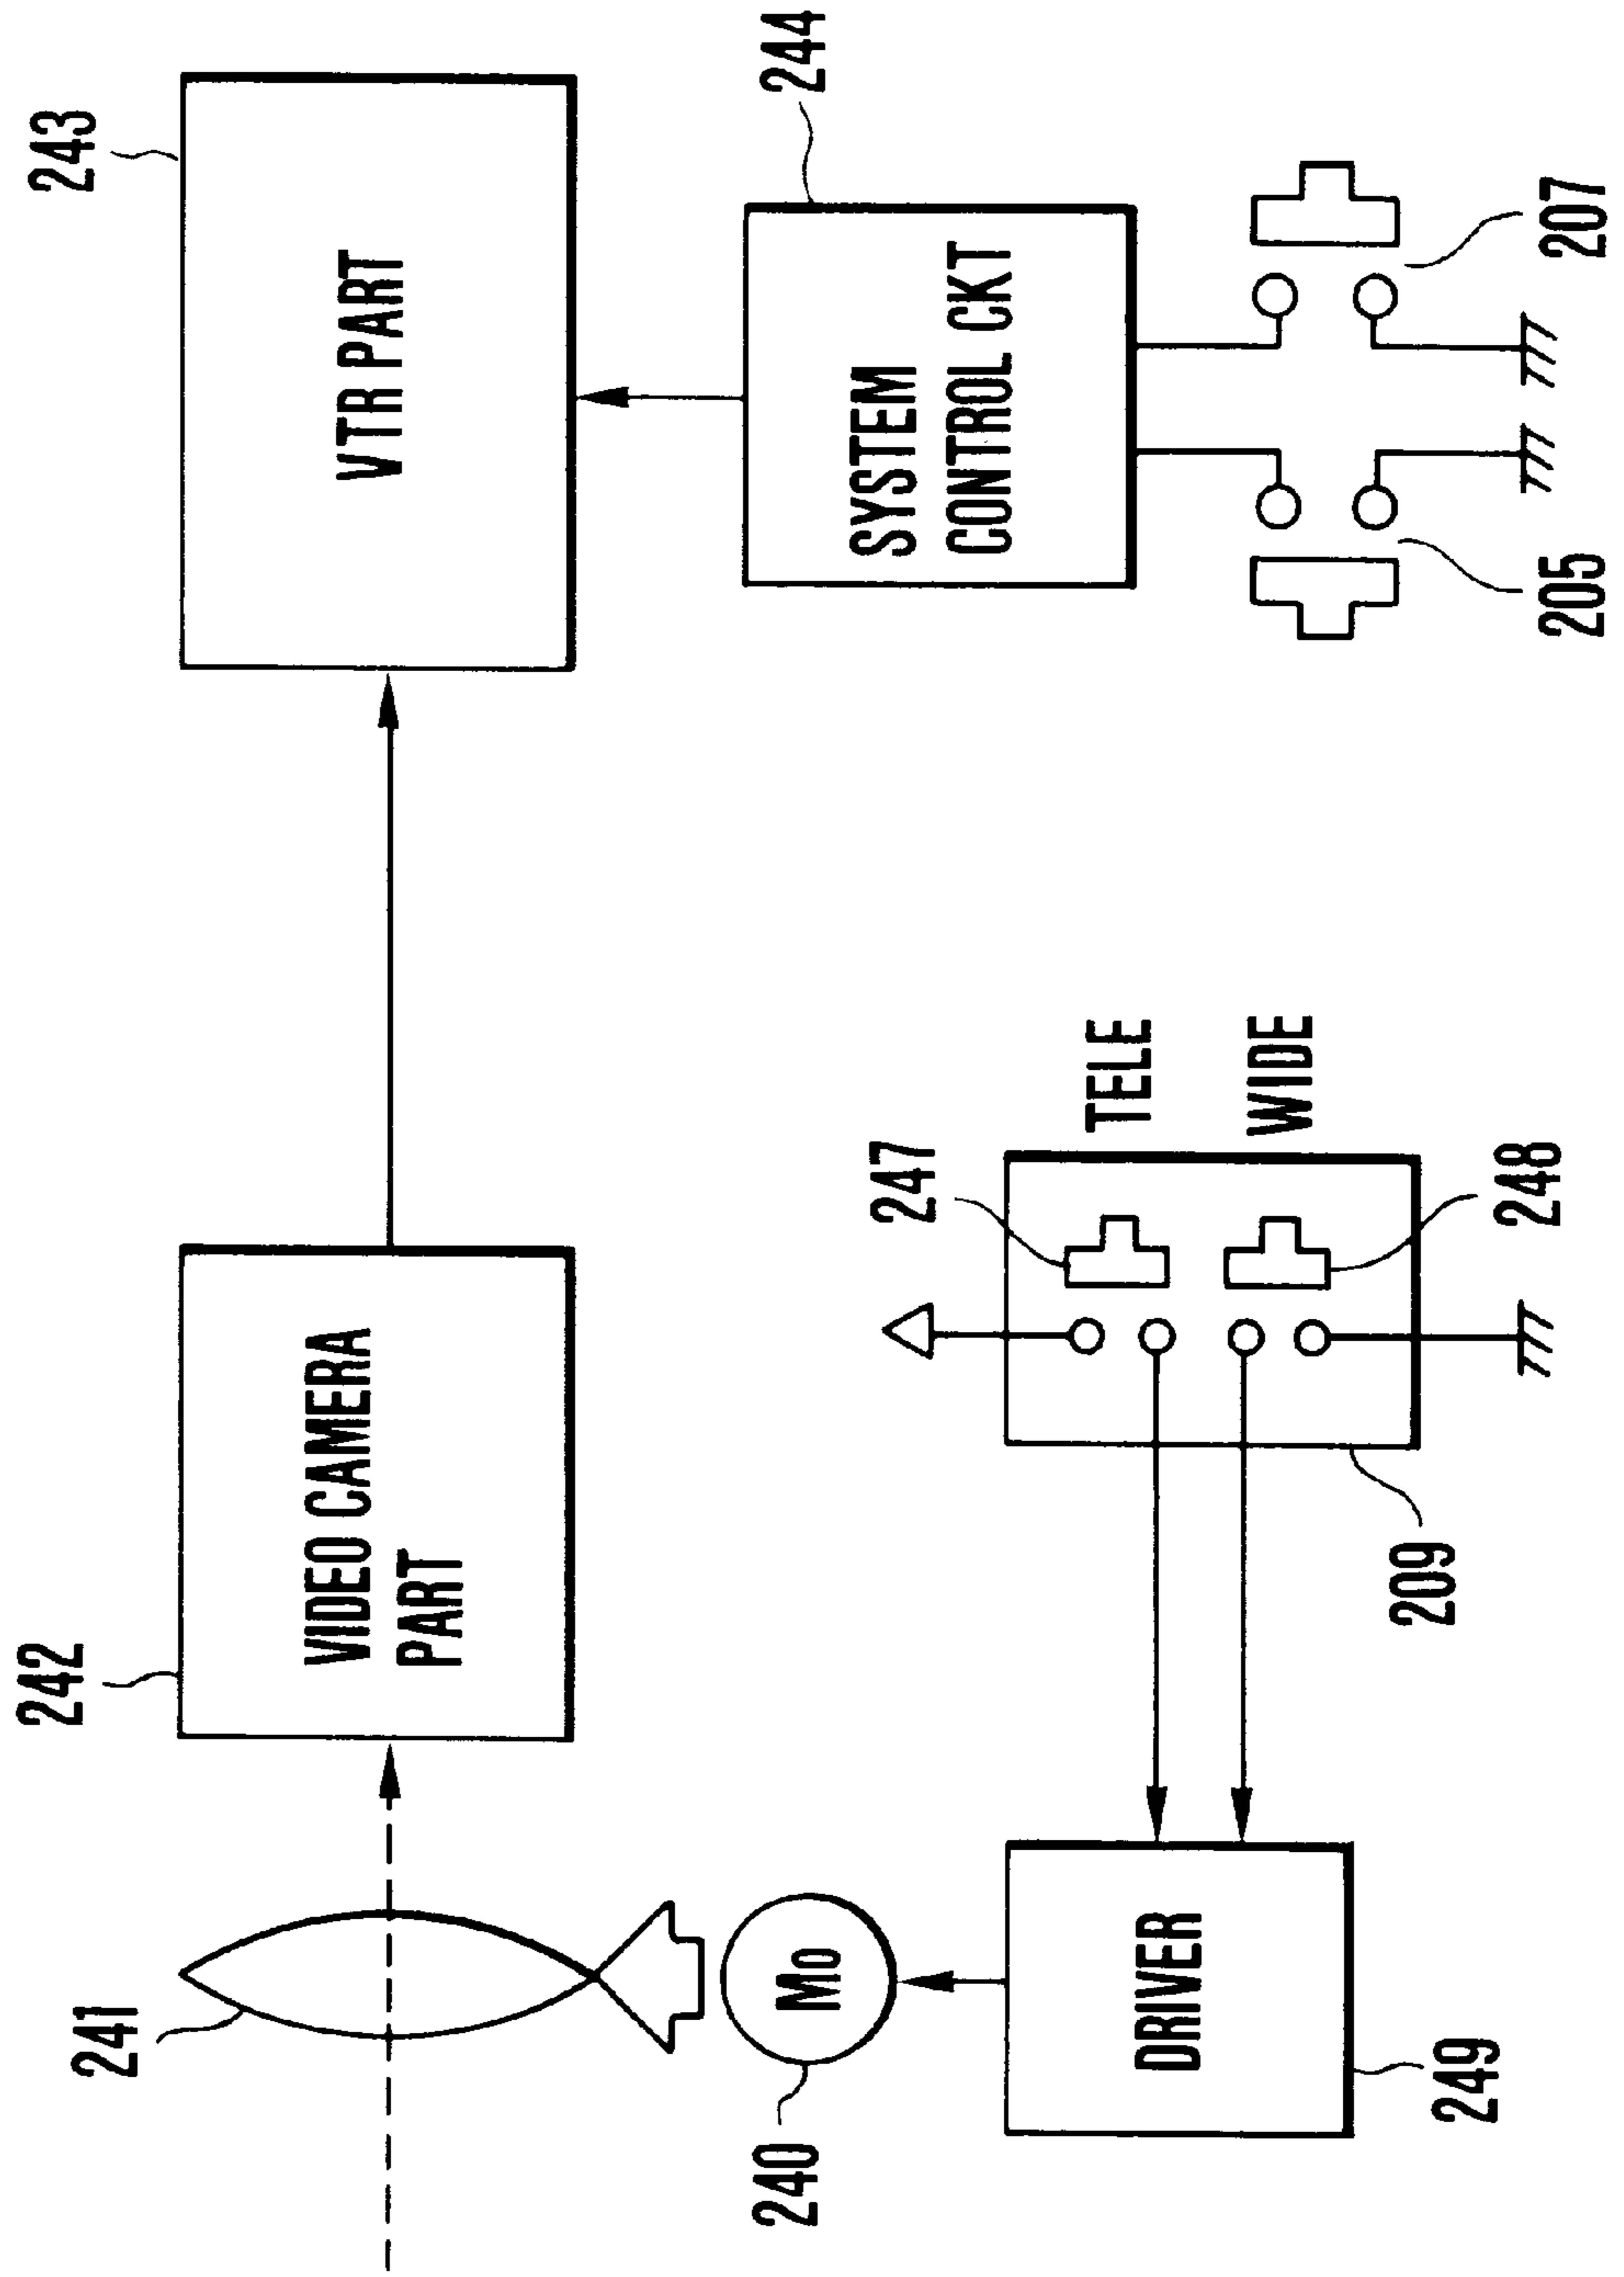 241
242
VIDEO CAMERA
PART
243
VTR PART
240
Mo
244
SYSTEM
CONTROL CKT
247
TELE
WIDE
248
209
DRIVER
249
205
207